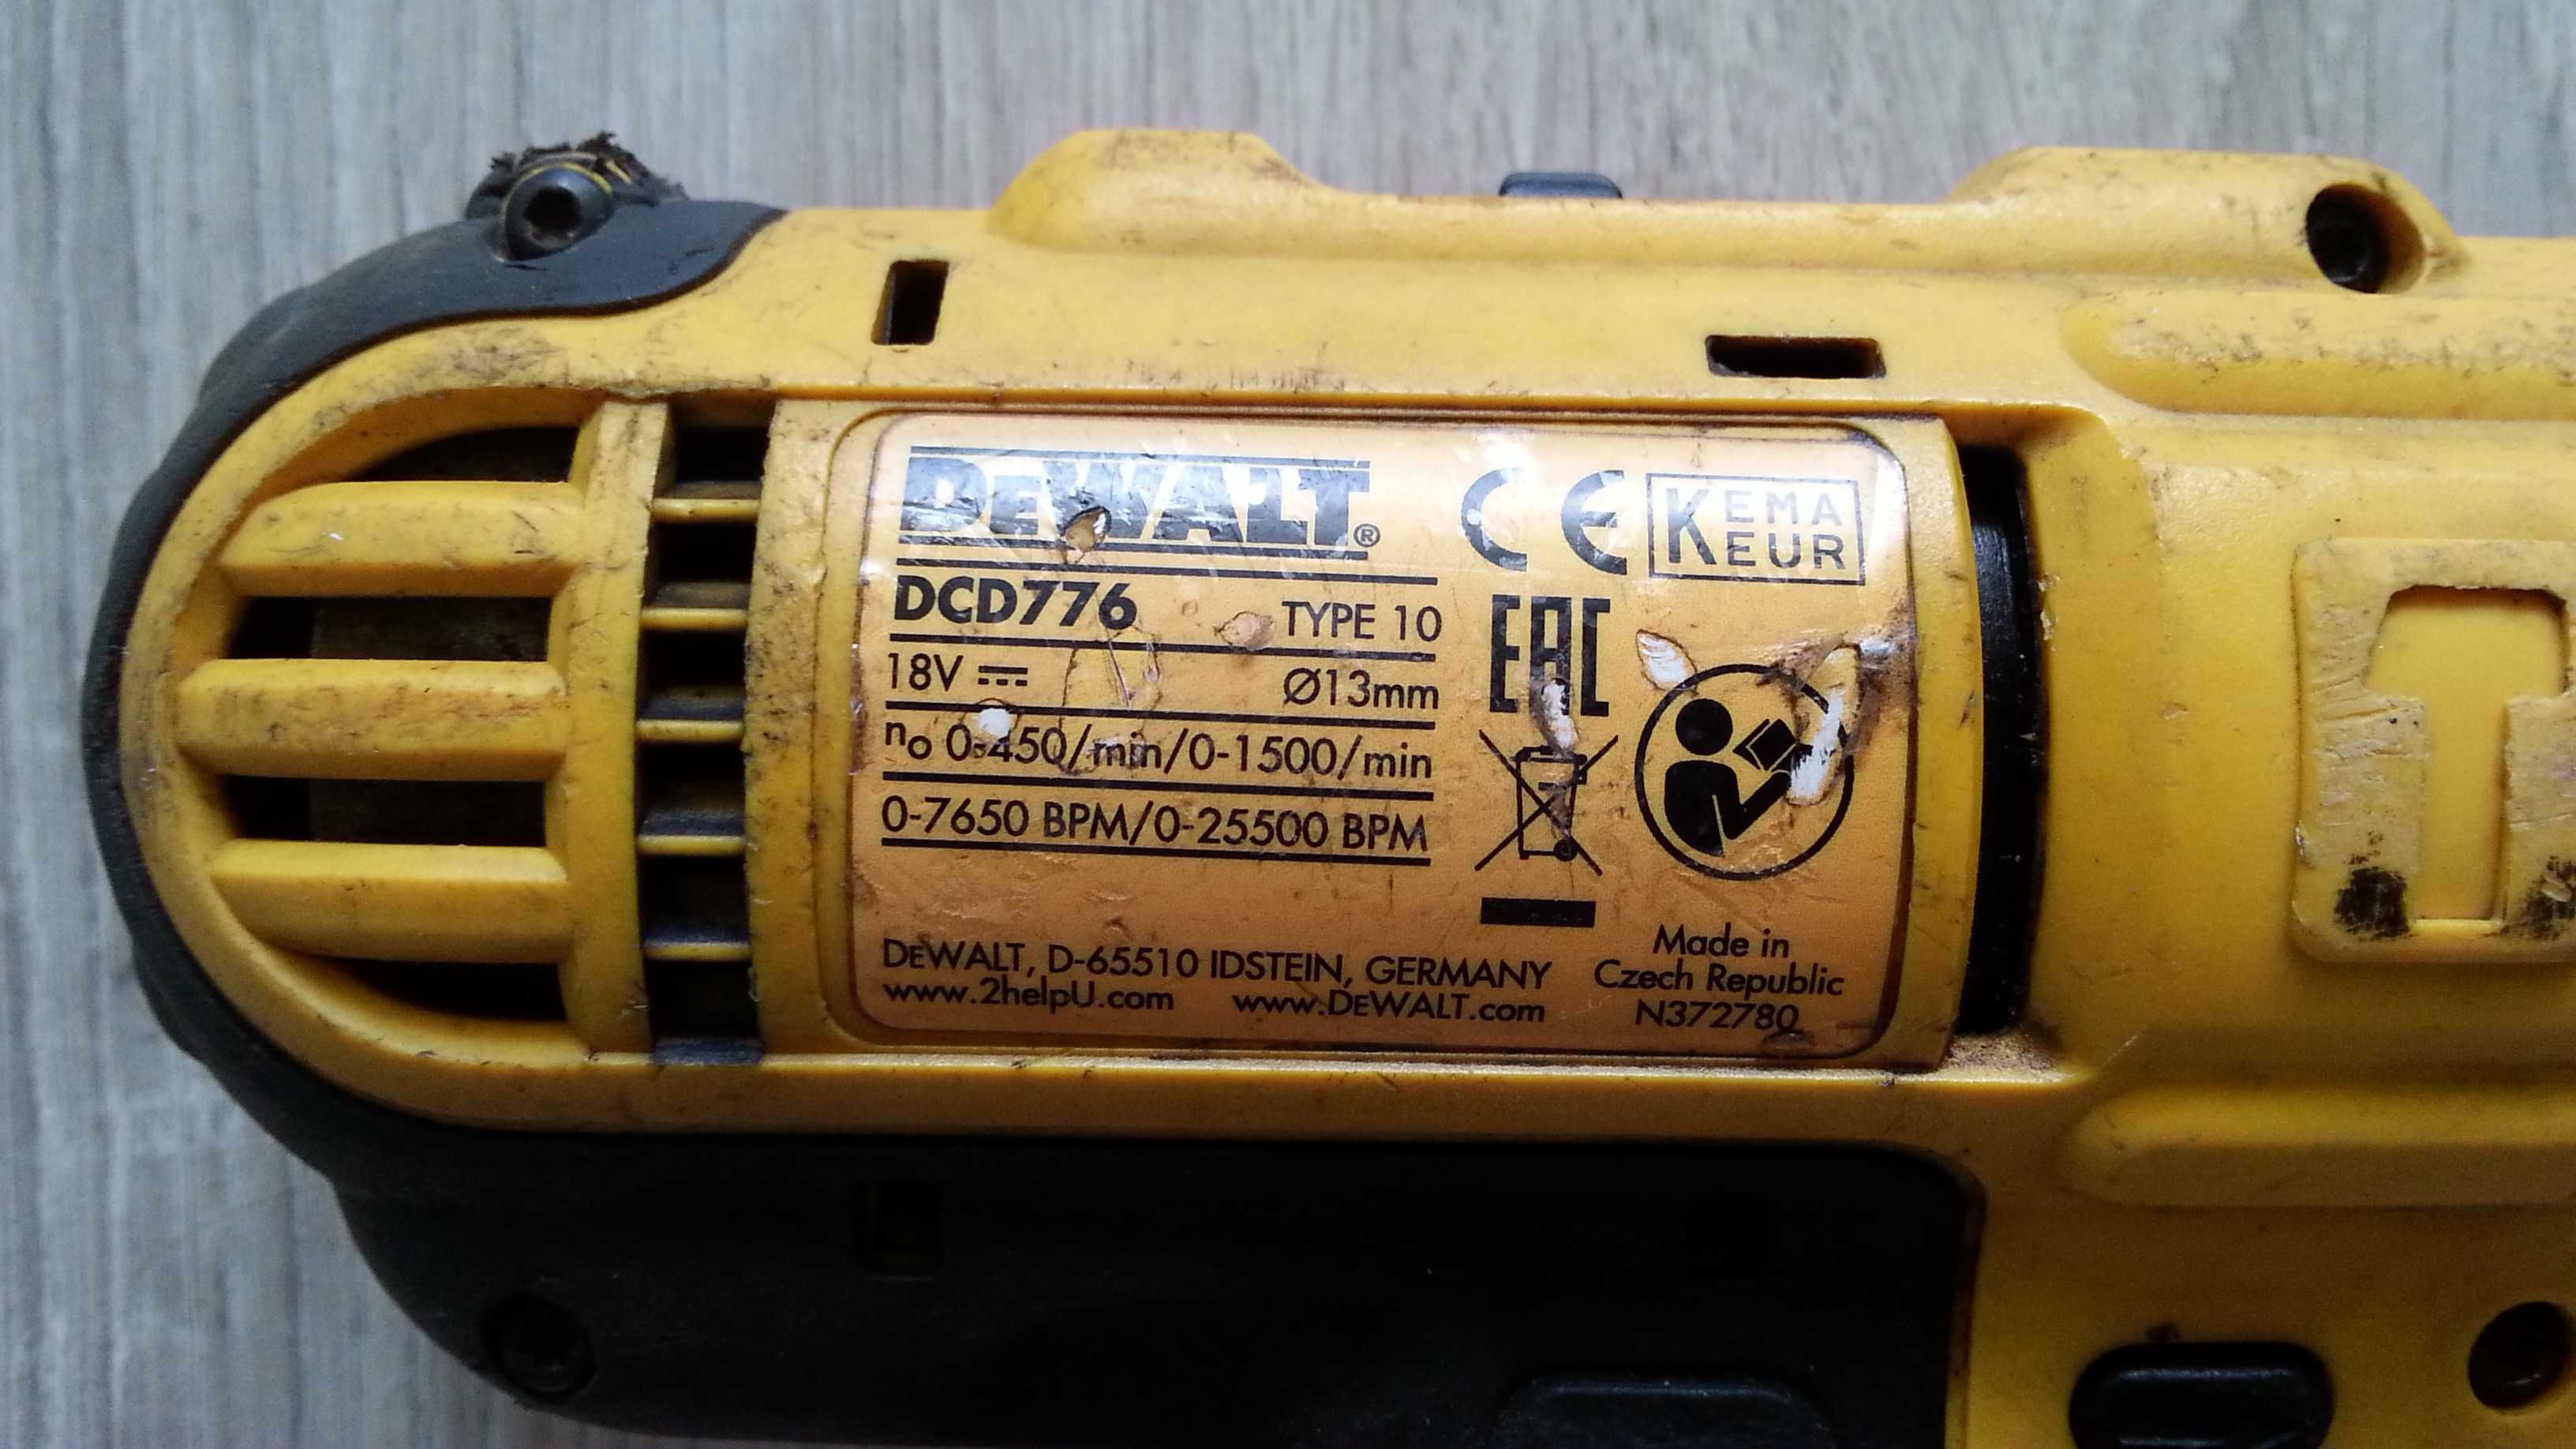 DEWALT®
CE KEMA KEUR
DCD776 TYPE 10
EAC
18V Ø13mm
no 0-450/min/0-1500/min
0-7650 BPM/0-25500 BPM
DEWALT, D-65510 IDSTEIN, GERMANY
www.2helpU.com www.DEWALT.com
Made in
Czech Republic
N372780